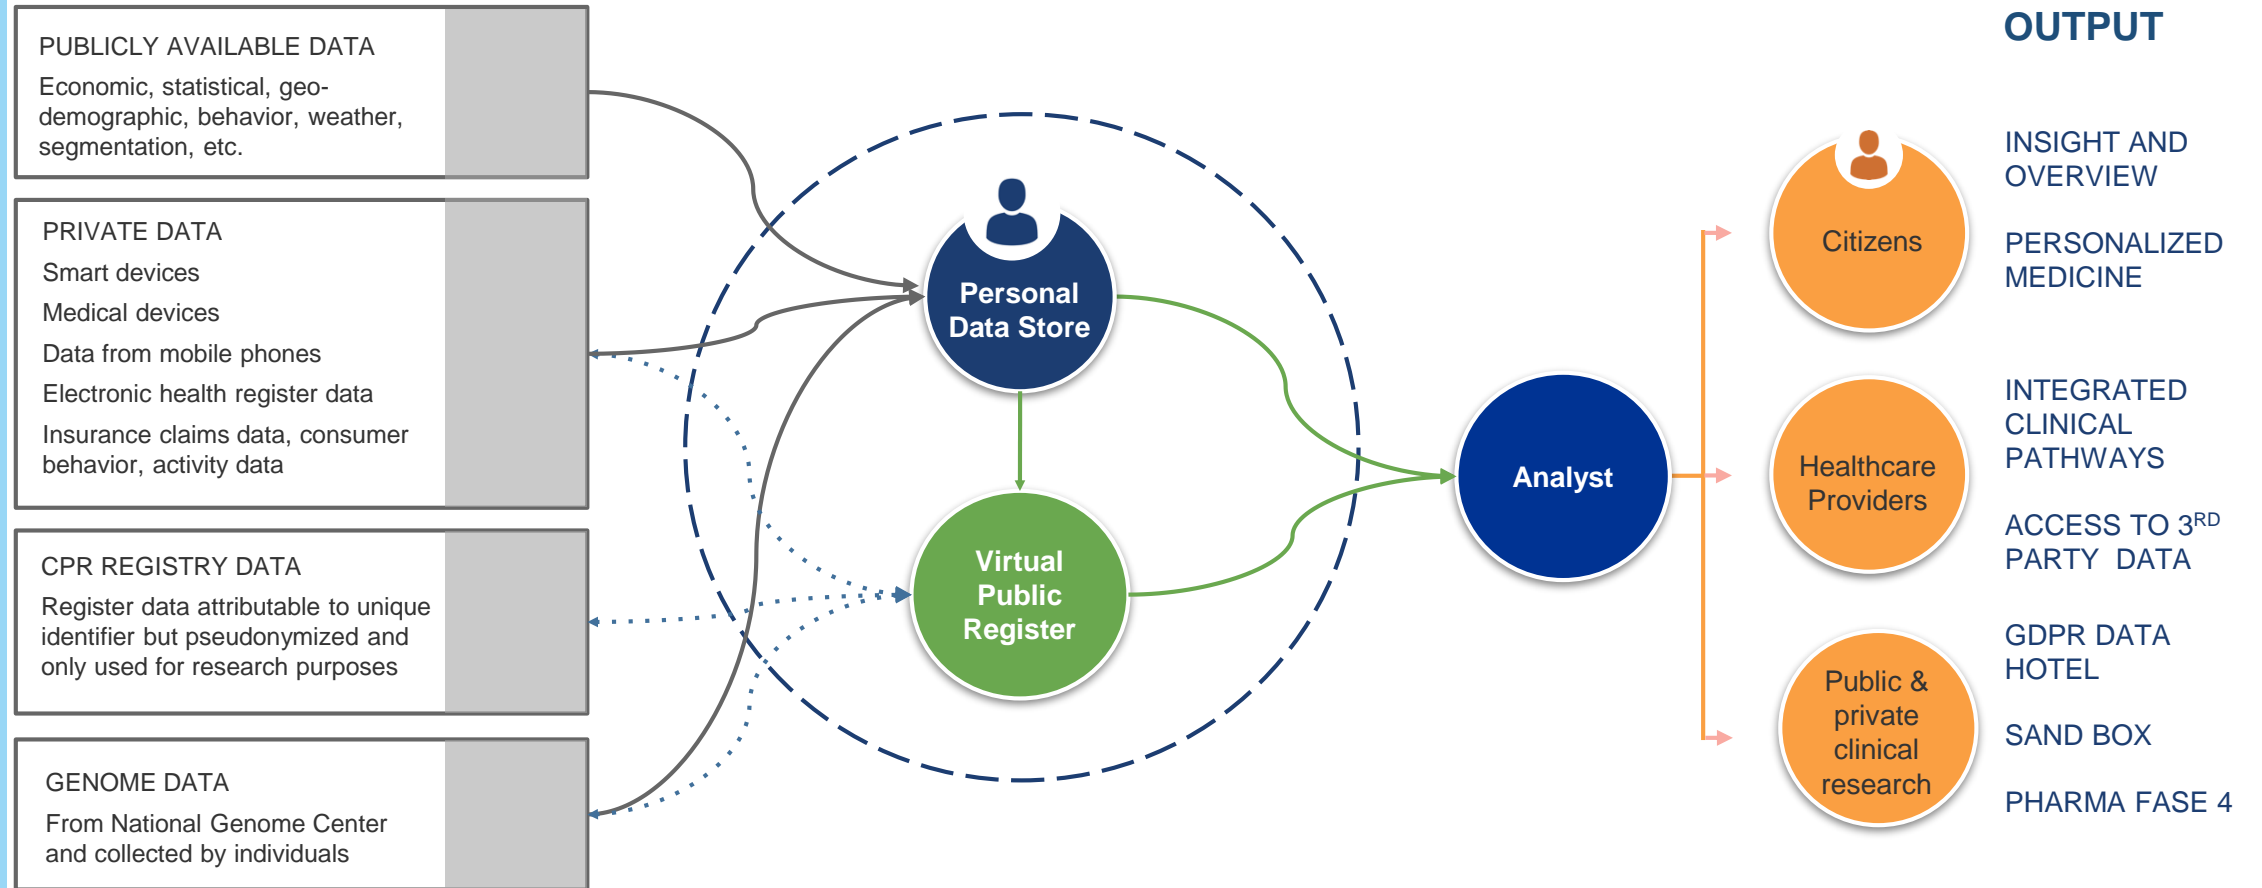 PUBLICLY AVAILABLE DATA
Economic, statistical, geo-
demographic, behavior, weather,
segmentation, etc.
PRIVATE DATA
Smart devices
Medical devices
Data from mobile phones
Electronic health register data
Insurance claims data, consumer
behavior, activity data
CPR REGISTRY DATA
Register data attributable to unique
identifier but pseudonymized and
only used for research purposes
GENOME DATA
From National Genome Center
and collected by individuals
Personal
Data Store
Virtual
Public
Register
Analyst
Citizens
Healthcare
Providers
Public &
private
clinical
research
OUTPUT
INSIGHT AND
OVERVIEW
PERSONALIZED
MEDICINE
INTEGRATED
CLINICAL
PATHWAYS
ACCESS TO 3RD
PARTY DATA
GDPR DATA
HOTEL
SAND BOX
PHARMA FASE 4